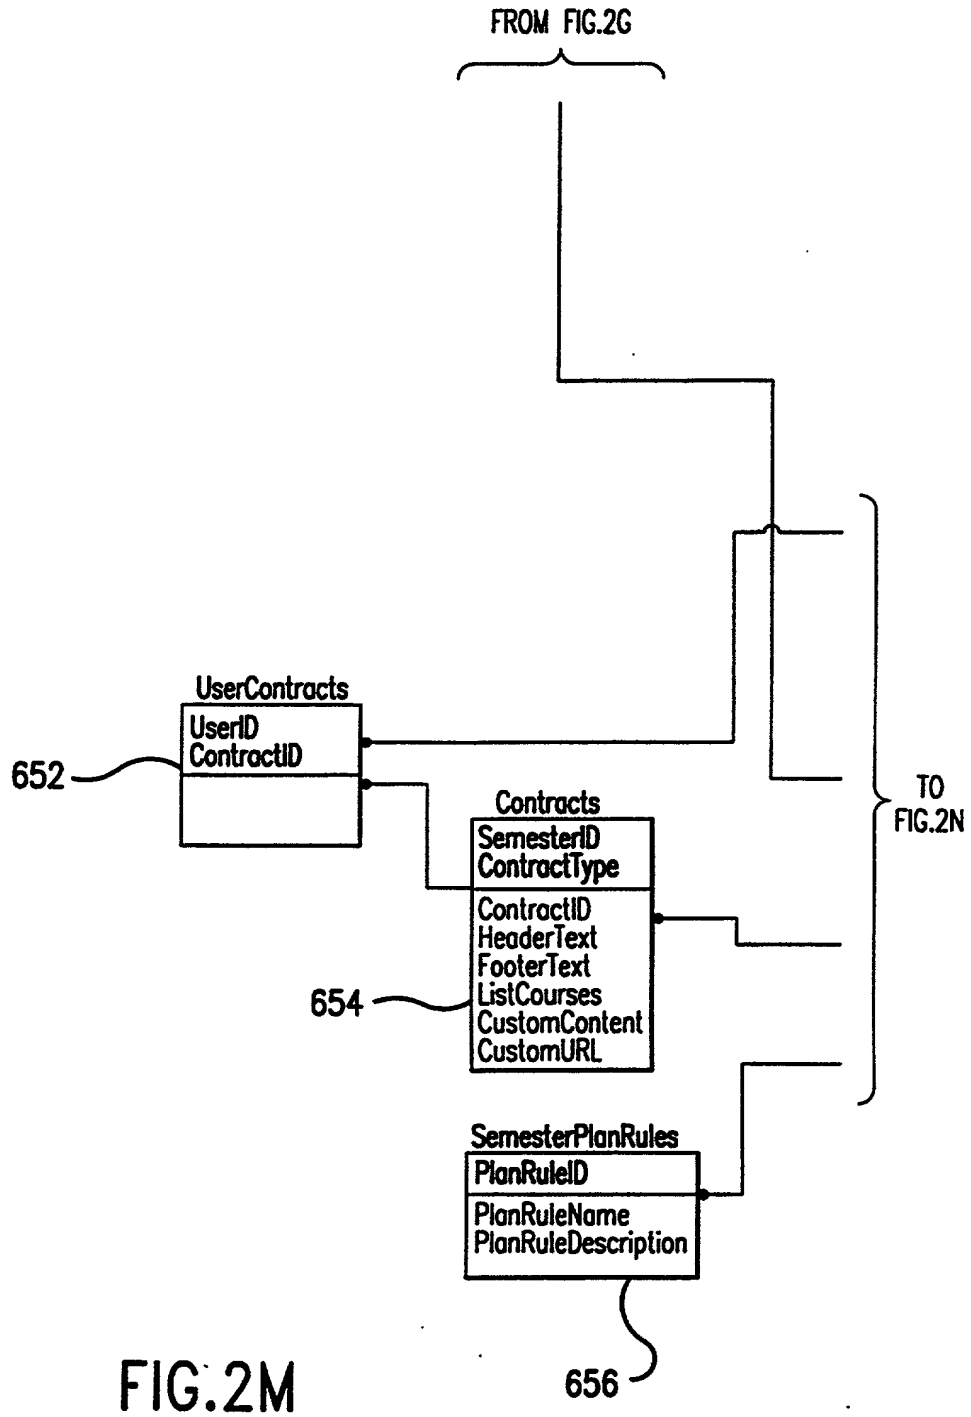 FROM FIG.2G
UserContracts
UserID
ContractID
652
TO
FIG.2N
Contracts
SemesterID
ContractType
ContractID
HeaderText
FooterText
ListCourses
CustomContent
CustomURL
654
SemesterPlanRules
PlanRuleID
PlanRuleName
PlanRuleDescription
656
FIG.2M